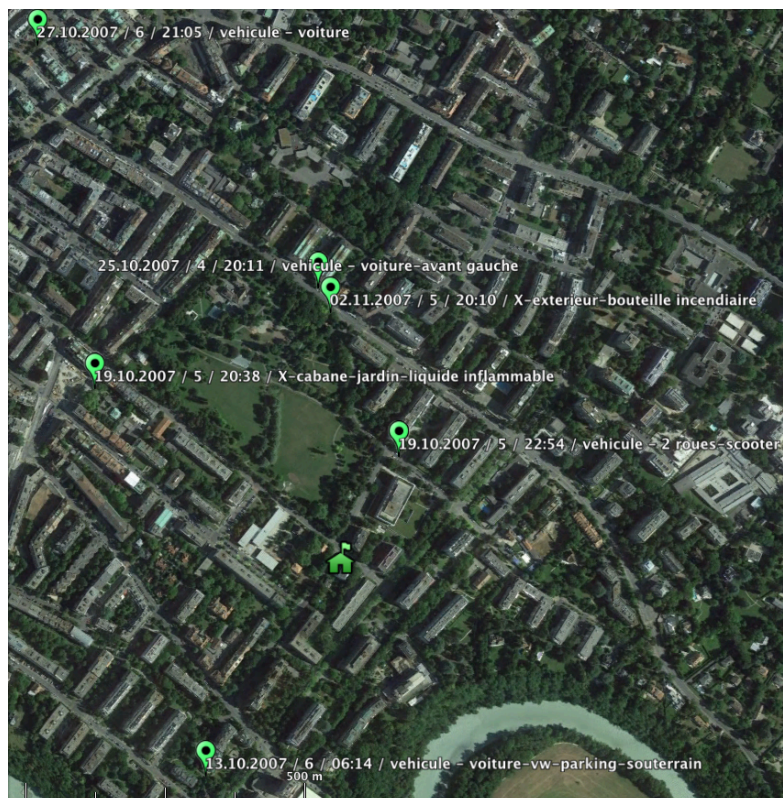 27.10.2007 / 6 / 21:05 / vehicule - voiture
25.10.2007 / 4 / 20:11 / vehicule - voiture-avant gauche
02.11.2007 / 5 / 20:10 / X-exterieur-bouteille incendiaire
19.10.2007 / 5 / 20:38 / X-cabane-jardin-liquide inflammable
19.10.2007 / 5 / 22:54 / vehicule - 2 roues-scooter
13.10.2007 / 6 / 06:14 / vehicule - voiture-vw-parking-souterrain
500 m